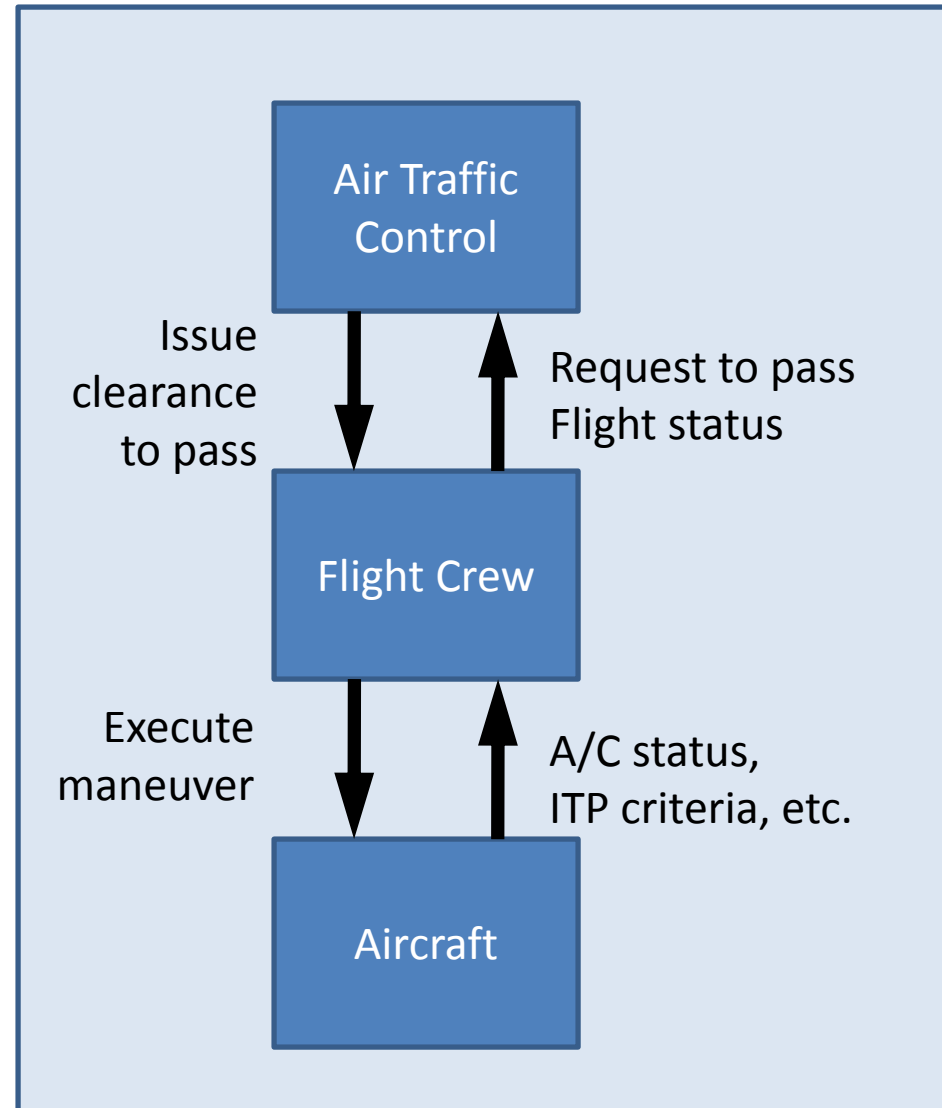 Air Traffic
Control
Issue
clearance
to pass
Request to pass
Flight status
Flight Crew
Execute
maneuver
A/C status,
ITP criteria, etc.
Aircraft